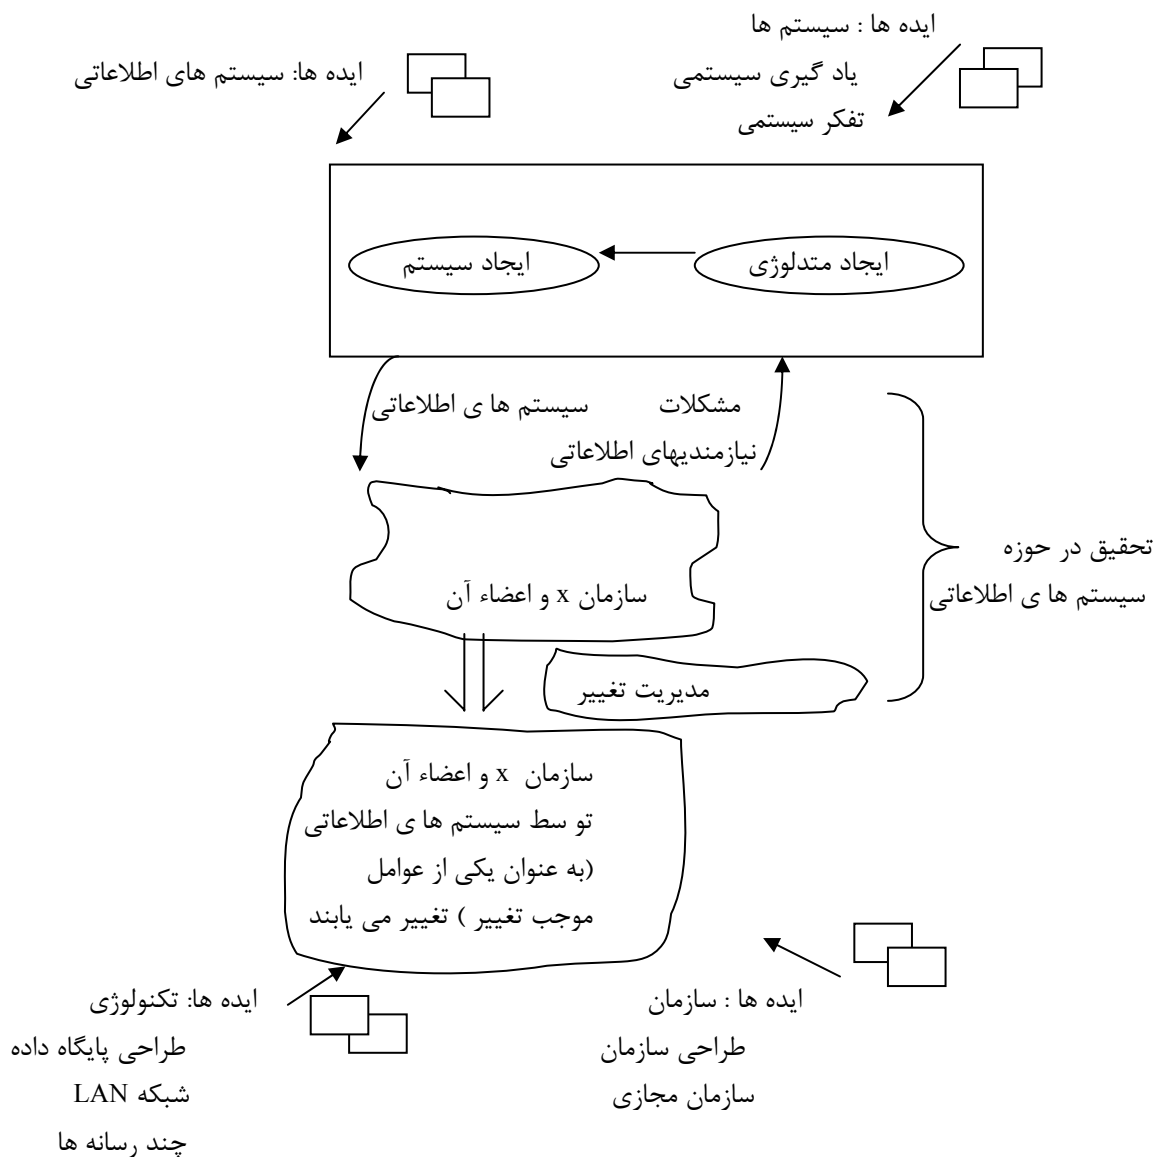 ایده ها : سیستم ها
یاد گیری سیستمی
تفکر سیستمی
ایده ها: سیستم های اطلاعاتی
ایجاد متدلوژی
ایجاد سیستم
مشکلات
نیازمندیهای اطلاعاتی
سیستم ها ی اطلاعاتی
تحقیق در حوزه
سیستم ها ی اطلاعاتی
سازمان x و اعضاء آن
مدیریت تغییر
سازمان x و اعضاء آن
تو سط سیستم ها ی اطلاعاتی
(به عنوان یکی از عوامل
موجب تغییر ) تغییر می یابند
ایده ها : سازمان
طراحی سازمان
سازمان مجازی
ایده ها: تکنولوژی
طراحی پایگاه داده
شبکه LAN
چند رسانه ها